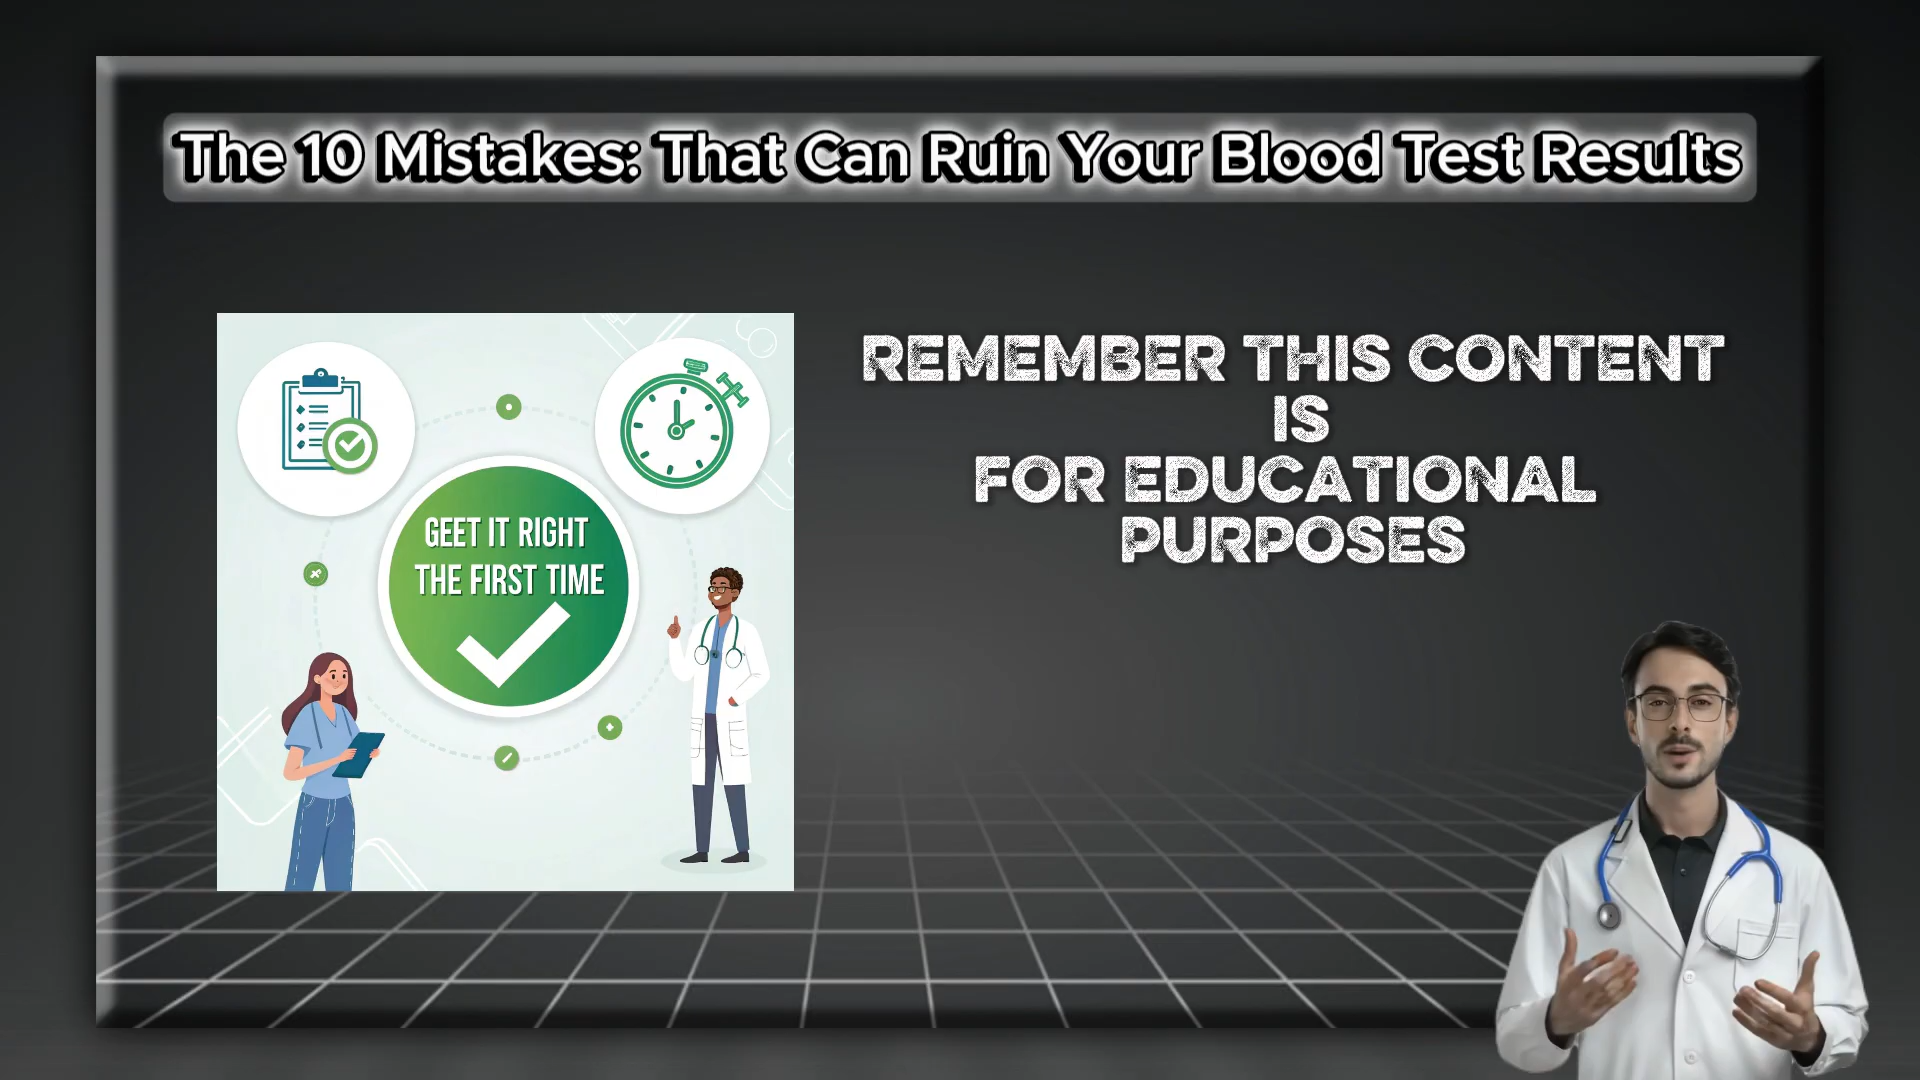 The 10 Mistakes: That Can Ruin Your Blood Test Results
GEET IT RIGHT
THE FIRST TIME
REMEMBER THIS CONTENT
IS
FOR EDUCATIONAL
PURPOSES